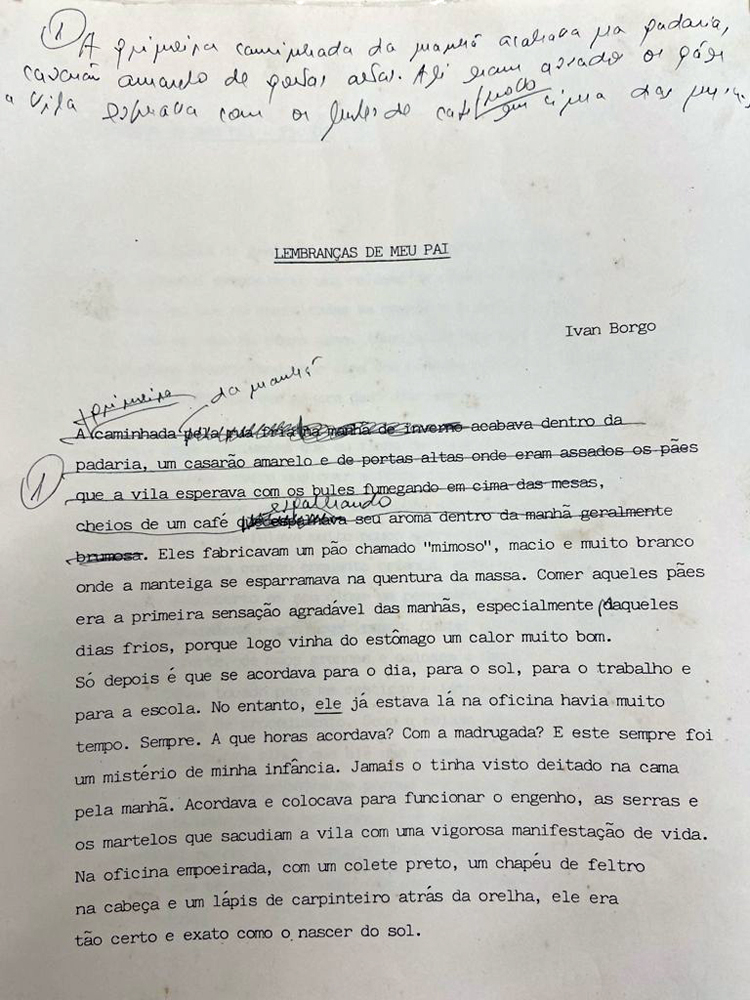 1 A primeira caminhada da manhã acabava na padaria,
casarão amarelo de portas altas. Ali eram assados os pães
a vila esperava com os bules de café em cima das
LEMBRANÇAS DE MEU PAI
Ivan Borgo
primeira da manhã
A caminhada pela rua fria na manhã de inverno acabava dentro da
padaria, um casarão amarelo e de portas altas onde eram assados os pães
1 que a vila esperava com os bules fumegando em cima das mesas,
espalhando
cheios de um café seu aroma dentro da manhã geralmente
brumosa. Eles fabricavam um pão chamado "mimoso", macio e muito branco
onde a manteiga se esparramava na quentura da massa. Comer aqueles pães
era a primeira sensação agradável das manhãs, especialmente daqueles
dias frios, porque logo vinha do estômago um calor muito bom.
Só depois é que se acordava para o dia, para o sol, para o trabalho e
para a escola. No entanto, ele já estava lá na oficina havia muito
tempo. Sempre. A que horas acordava? Com a madrugada? E este sempre foi
um mistério de minha infância. Jamais o tinha visto deitado na cama
pela manhã. Acordava e colocava para funcionar o engenho, as serras e
os martelos que sacudiam a vila com uma vigorosa manifestação de vida.
Na oficina empoeirada, com um colete preto, um chapéu de feltro
na cabeça e um lápis de carpinteiro atrás da orelha, ele era
tão certo e exato como o nascer do sol.